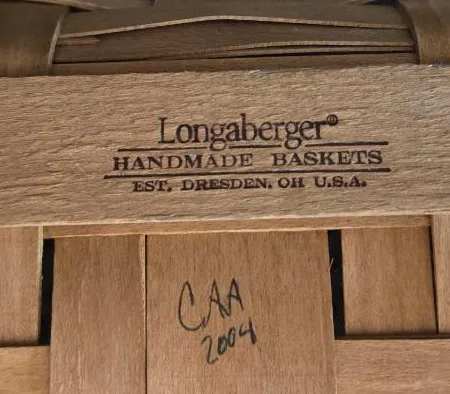 Longaberger®
HANDMADE BASKETS
EST. DRESDEN, OH U.S.A.
CAA
2004